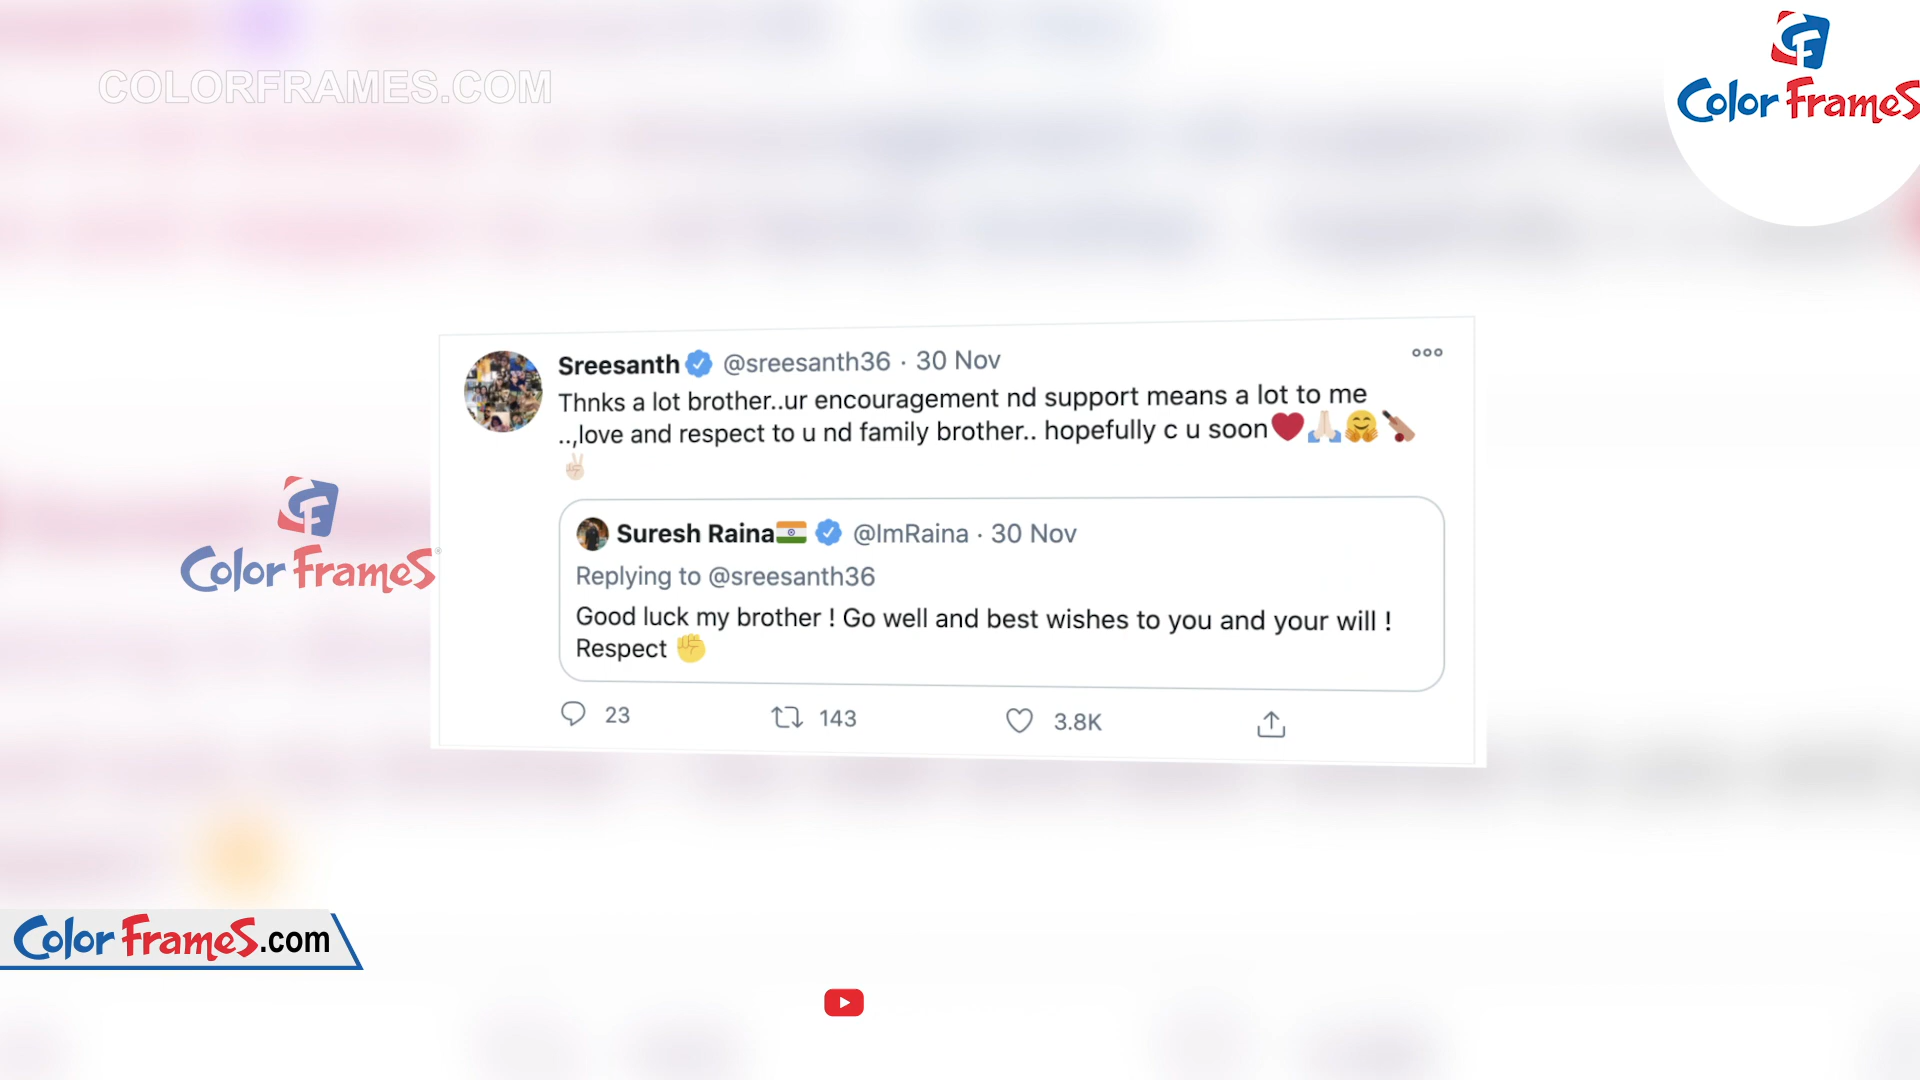 COLORFRAMES.COM
Color Frames
Sreesanth @sreesanth36 · 30 Nov
Thnks a lot brother..ur encouragement nd support means a lot to me
..,love and respect to u nd family brother.. hopefully c u soon❤️🙏🏻🤗🏏
✌🏻
Suresh Raina🇮🇳 @ImRaina · 30 Nov
Replying to @sreesanth36
Good luck my brother ! Go well and best wishes to you and your will !
Respect ✊
23 143 3.8K
Color Frames
Color Frames.com